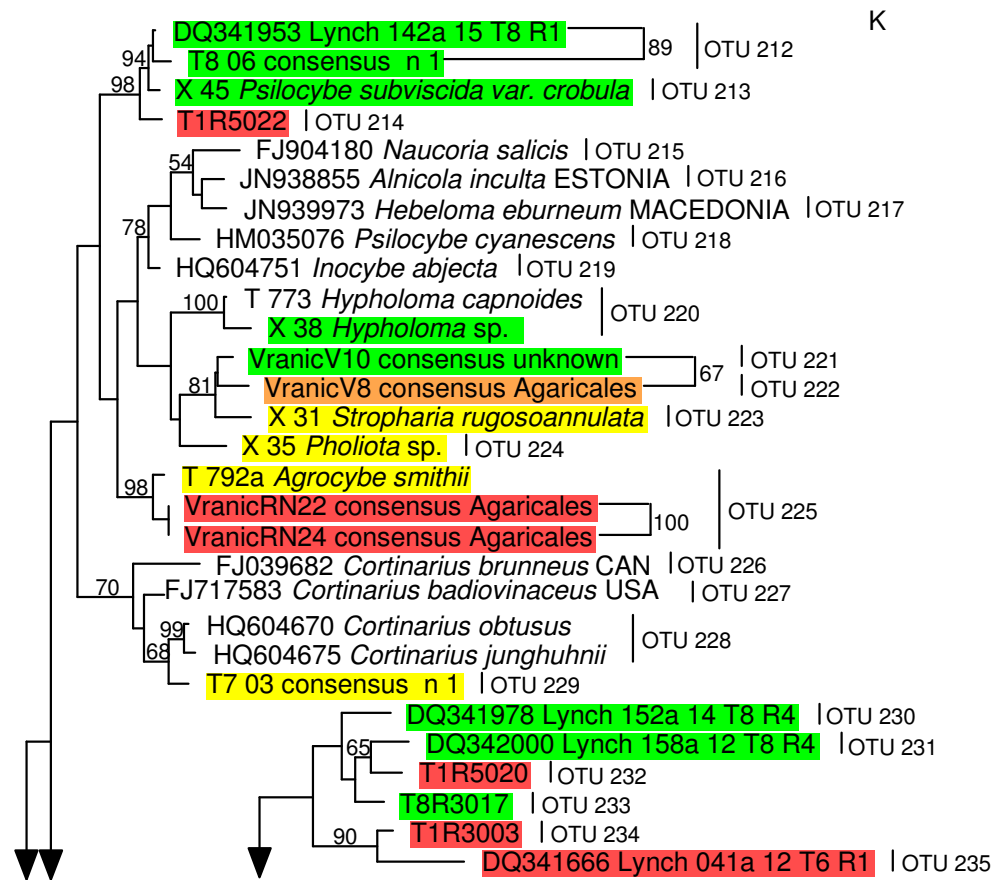 K
DQ341953 Lynch 142a 15 T8 R1 89 OTU 212
94 T8 06 consensus n 1
98 X 45 Psilocybe subviscida var. crobula OTU 213
T1R5022 OTU 214
FJ904180 Naucoria salicis OTU 215
54 JN938855 Alnicola inculta ESTONIA OTU 216
JN939973 Hebeloma eburneum MACEDONIA OTU 217
78 HM035076 Psilocybe cyanescens OTU 218
HQ604751 Inocybe abjecta OTU 219
100 T 773 Hypholoma capnoides OTU 220
X 38 Hypholoma sp.
VranicV10 consensus unknown 67 OTU 221
81 VranicV8 consensus Agaricales OTU 222
X 31 Stropharia rugosoannulata OTU 223
X 35 Pholiota sp. OTU 224
T 792a Agrocybe smithii
98 VranicRN22 consensus Agaricales 100 OTU 225
VranicRN24 consensus Agaricales
FJ039682 Cortinarius brunneus CAN OTU 226
70 FJ717583 Cortinarius badiovinaceus USA OTU 227
99 HQ604670 Cortinarius obtusus OTU 228
68 HQ604675 Cortinarius junghuhnii
T7 03 consensus n 1 OTU 229
DQ341978 Lynch 152a 14 T8 R4 OTU 230
65 DQ342000 Lynch 158a 12 T8 R4 OTU 231
T1R5020 OTU 232
T8R3017 OTU 233
90 T1R3003 OTU 234
DQ341666 Lynch 041a 12 T6 R1 OTU 235